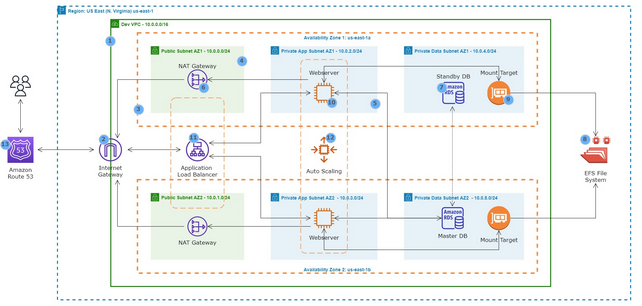 Region: US East (N. Virginia) us-east-1
Dev VPC - 10.0.0.0/16
1
Availability Zone 1: us-east-1a
Public Subnet AZ1 - 10.0.0.0/24
Private App Subnet AZ1 - 10.0.2.0/24
Private Data Subnet AZ1 - 10.0.4.0/24
NAT Gateway
4
Webserver
Standby DB
Mount Target
6
7
Amazon
RDS
9
3
10
5
13
53
2
11
12
8
Amazon
Route 53
Internet
Gateway
Application
Load Balancer
Auto Scaling
EFS File
System
Public Subnet AZ2 - 10.0.1.0/24
Private App Subnet AZ2 - 10.0.3.0/24
Private Data Subnet AZ2 - 10.0.5.0/24
Amazon
RDS
NAT Gateway
Webserver
Master DB
Mount Target
Availability Zone 2: us-east-1b